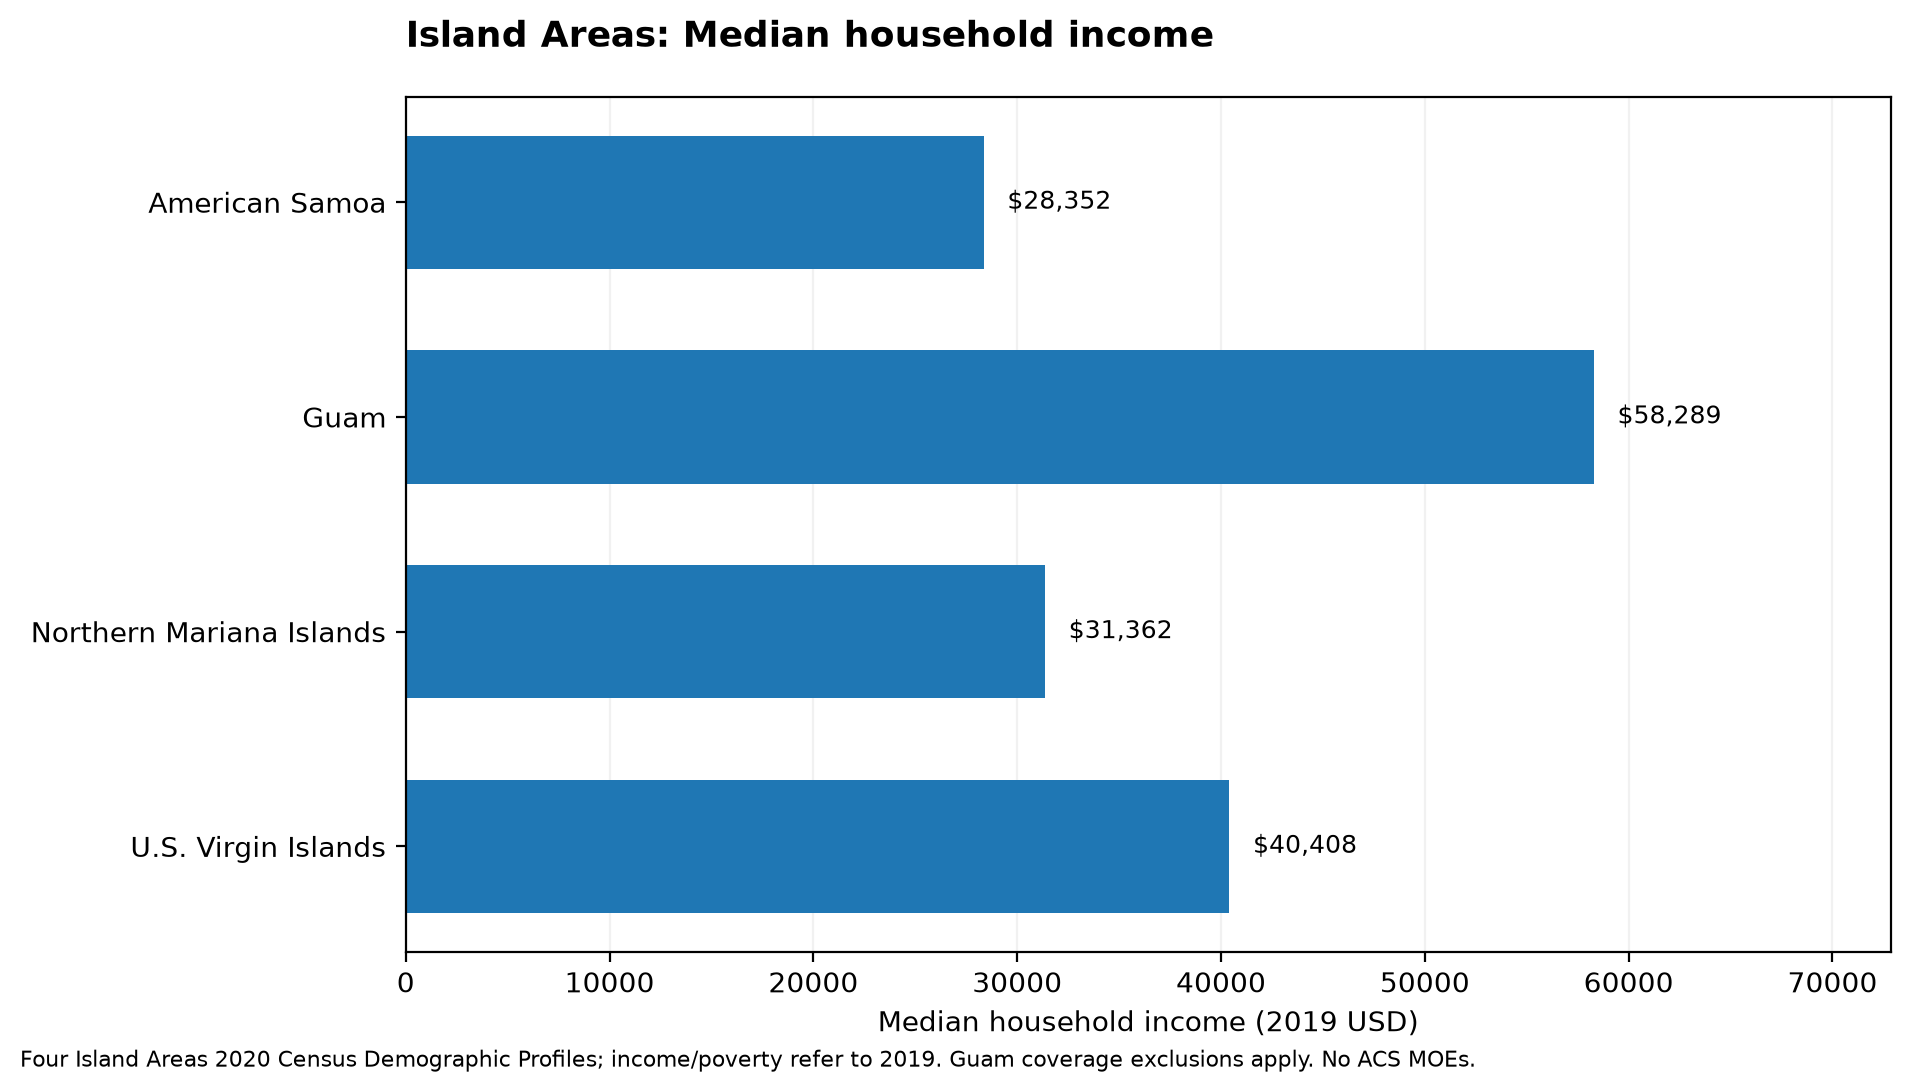 Island Areas: Median household income
American Samoa
$28,352
Guam
$58,289
Northern Mariana Islands
$31,362
U.S. Virgin Islands
$40,408
0 10000 20000 30000 40000 50000 60000 70000
Median household income (2019 USD)
Four Island Areas 2020 Census Demographic Profiles; income/poverty refer to 2019. Guam coverage exclusions apply. No ACS MOEs.